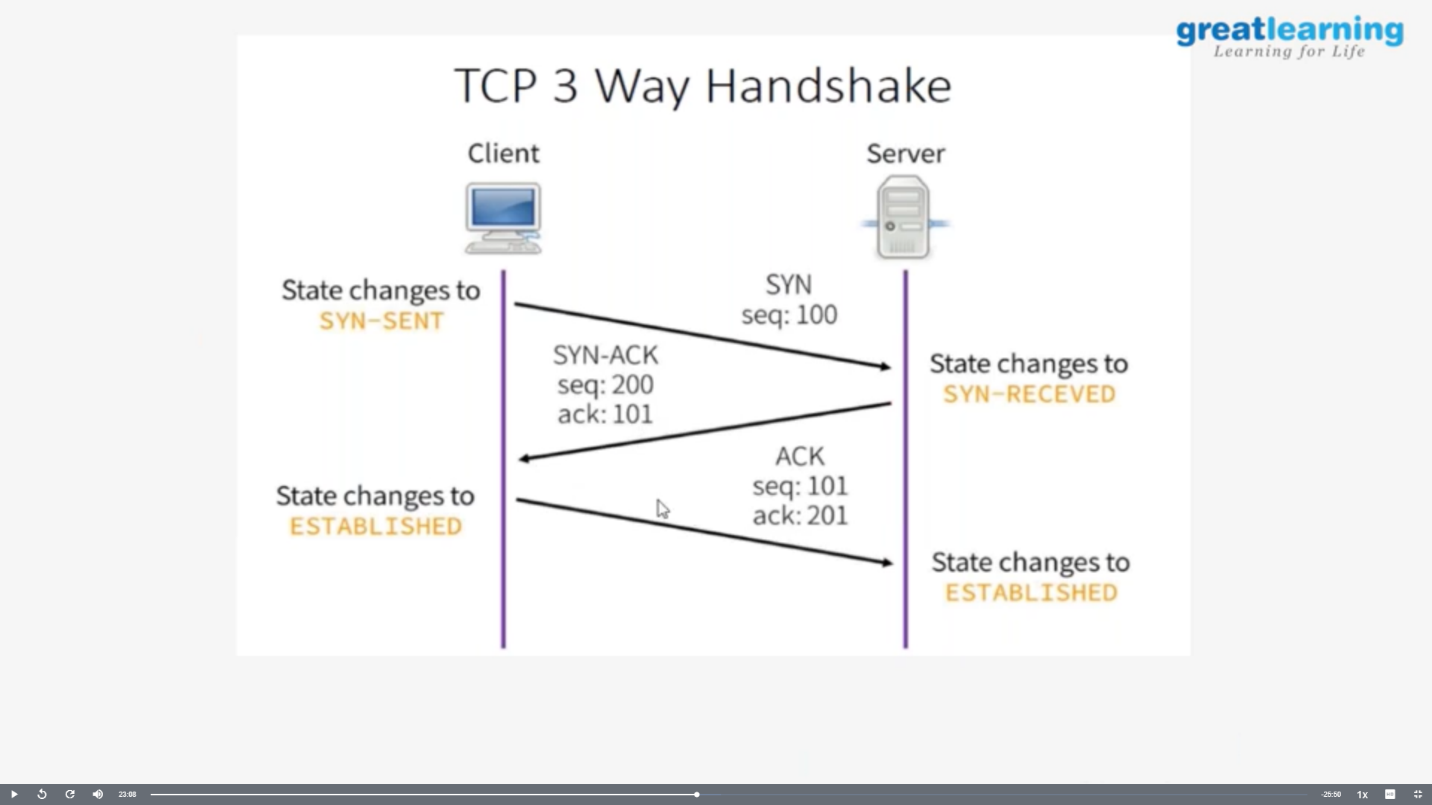 greatlearning
Learning for Life
TCP 3 Way Handshake
Client
Server
State changes to
SYN-SENT
SYN
seq: 100
SYN-ACK
seq: 200
ack: 101
State changes to
SYN-RECEVED
ACK
seq: 101
ack: 201
State changes to
ESTABLISHED
State changes to
ESTABLISHED
23:08
-25:50
1x